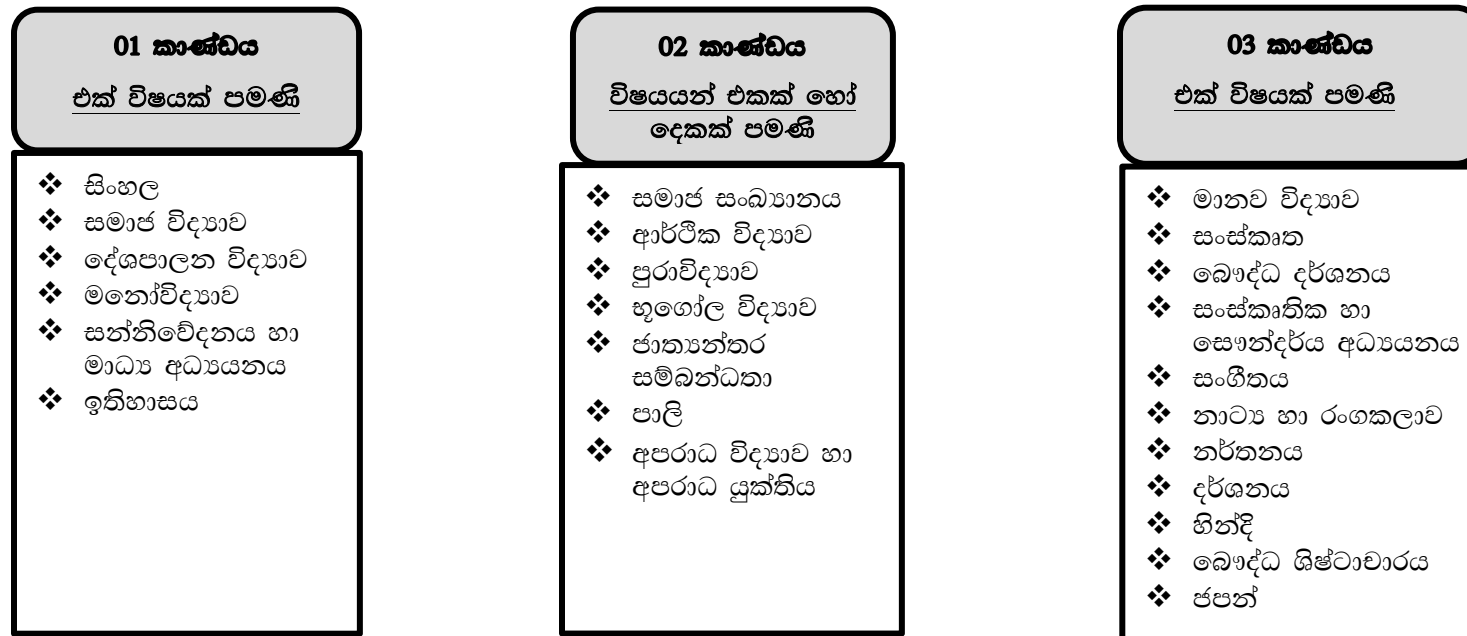 01 කාණ්ඩය
එක් විෂයක් පමණි
❖ සිංහල
❖ සමාජ විද්‍යාව
❖ දේශපාලන විද්‍යාව
❖ මනෝවිද්‍යාව
❖ සන්නිවේදනය හා
මාධ්‍ය අධ්‍යයනය
❖ ඉතිහාසය
02 කාණ්ඩය
විෂයයන් එකක් හෝ
දෙකක් පමණි
❖ සමාජ සංඛ්‍යානය
❖ ආර්ථික විද්‍යාව
❖ පුරාවිද්‍යාව
❖ භූගෝල විද්‍යාව
❖ ජාත්‍යන්තර
සම්බන්ධතා
❖ පාලි
❖ අපරාධ විද්‍යාව හා
අපරාධ යුක්තිය
03 කාණ්ඩය
එක් විෂයක් පමණි
❖ මානව විද්‍යාව
❖ සංස්කෘත
❖ බෞද්ධ දර්ශනය
❖ සංස්කෘතික හා
සෞන්දර්ය අධ්‍යයනය
❖ සංගීතය
❖ නාට්‍ය හා රංගකලාව
❖ නර්තනය
❖ දර්ශනය
❖ හින්දි
❖ බෞද්ධ ශිෂ්ටාචාරය
❖ ජපන්